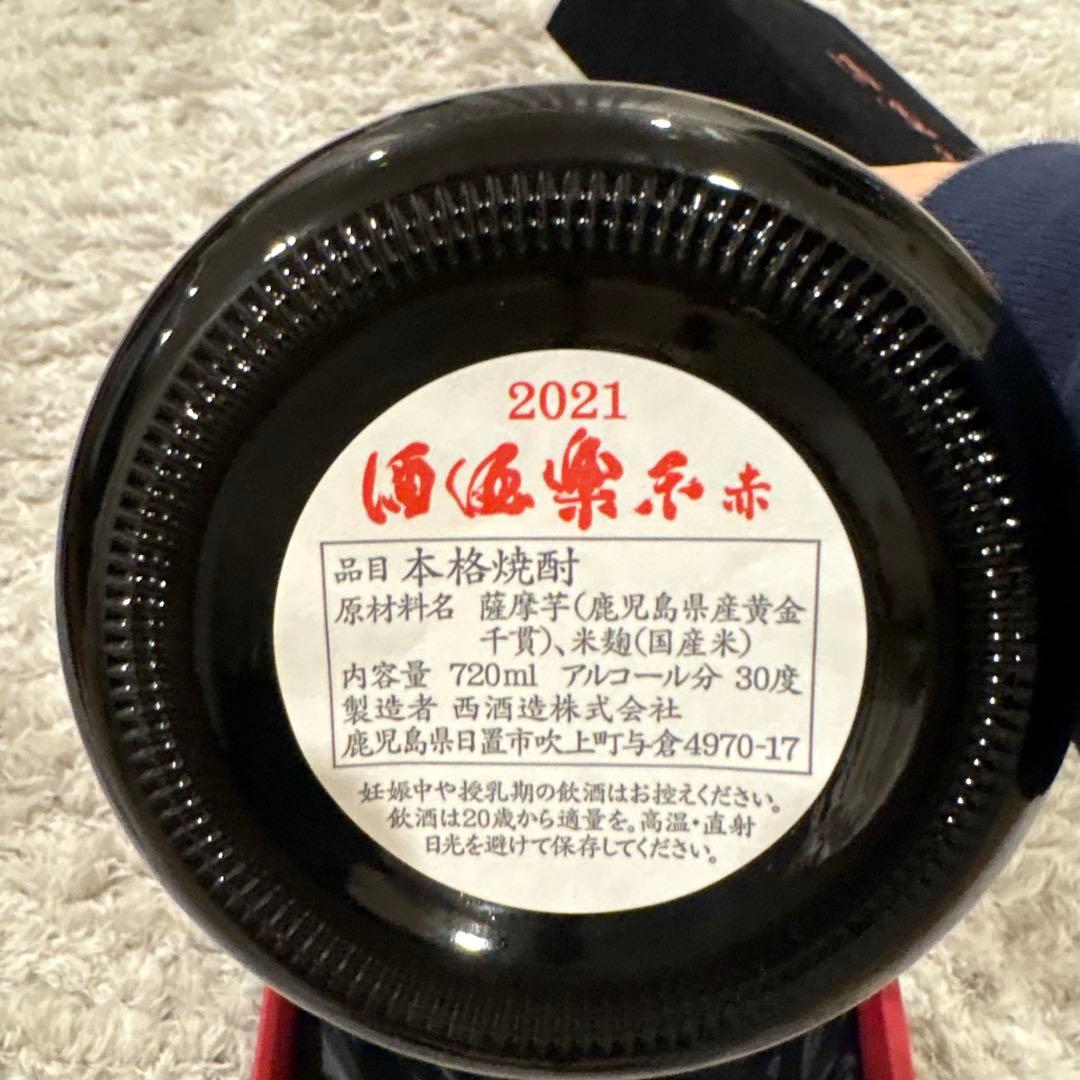 2021
赤
品目 本格焼酎
原材料名 薩摩芋(鹿児島県産黄金
千貫)、米麹(国産米)
内容量 720ml アルコール分 30度
製造者 西酒造株式会社
鹿児島県日置市吹上町与倉4970-17
妊娠中や授乳期の飲酒はお控えください。
飲酒は20歳から適量を。高温・直射
日光を避けて保存してください。